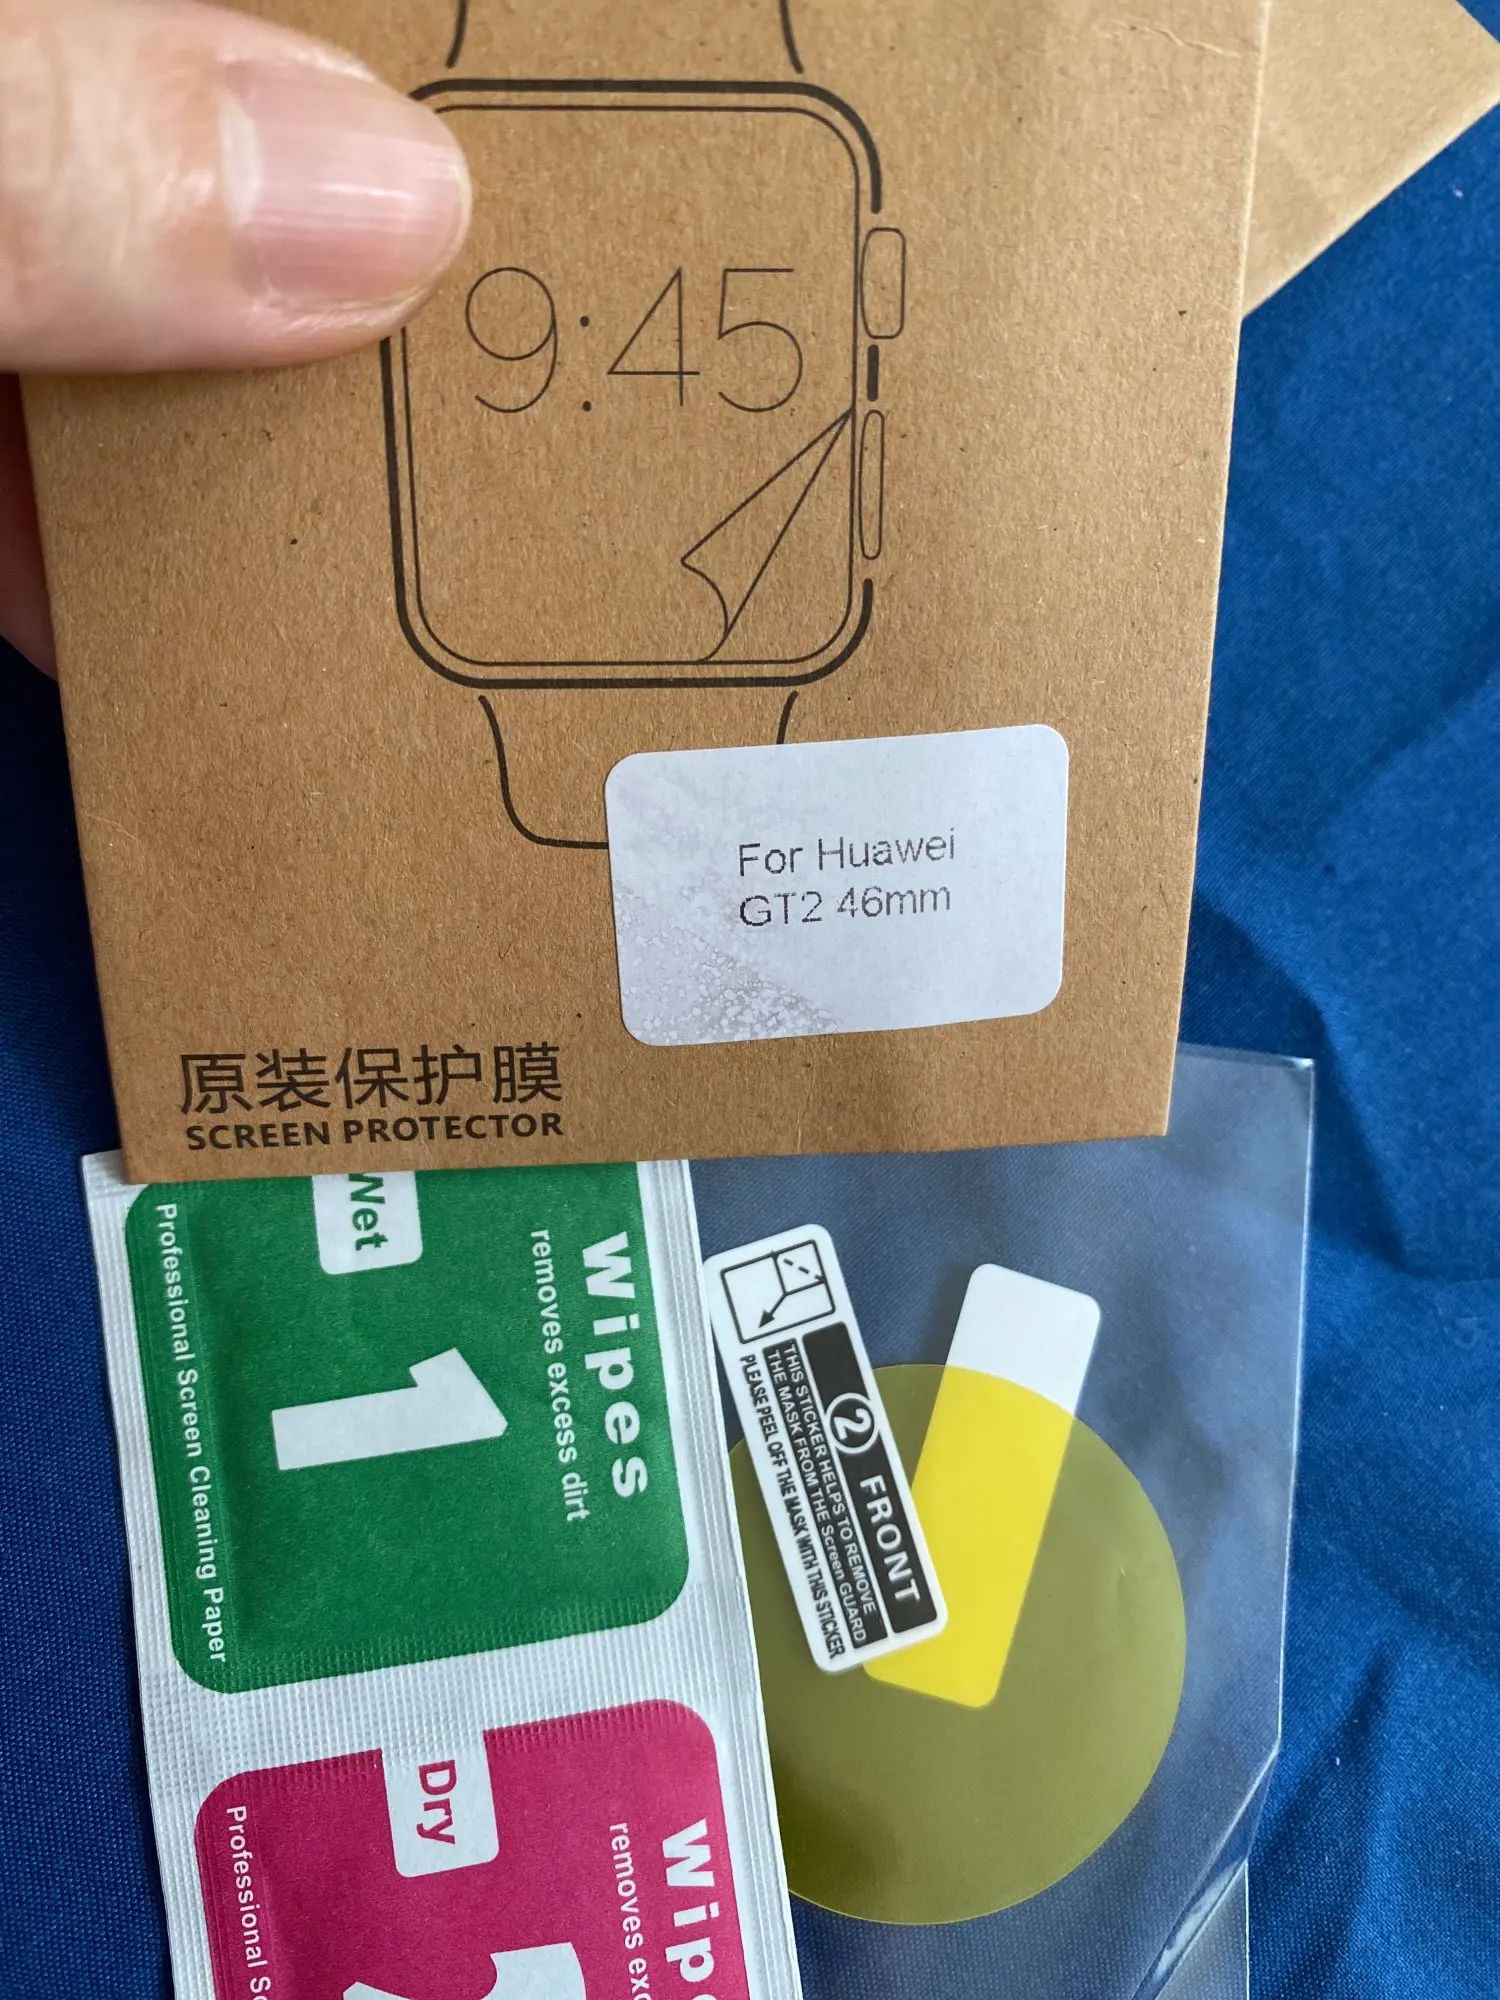 9:45
For Huawei
GT2 46mm
原装保护膜
SCREEN PROTECTOR
Wet
1
Wipes
removes excess dirt
Professional Screen Cleaning Paper
② FRONT
THIS STICKER HELPS TO REMOVE
THE MASK FROM THE Screen GUARD
PLEASE PEEL OFF THE MASK WITH THIS STICKER
Dry
removes
Professional